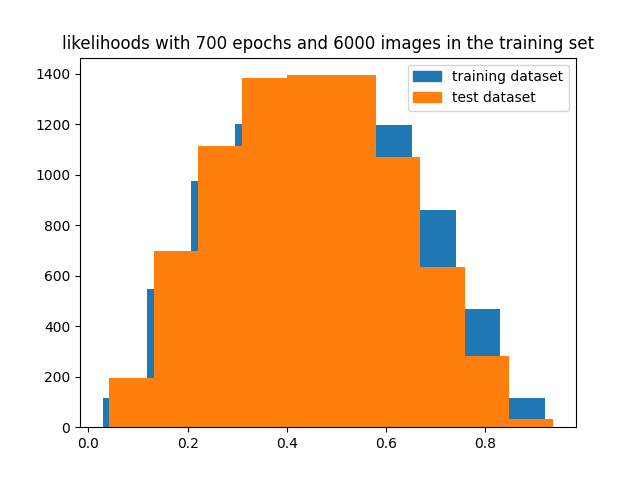 likelihoods with 700 epochs and 6000 images in the training set
training dataset
test dataset
1400
1200
1000
800
600
400
200
0
0.0 0.2 0.4 0.6 0.8